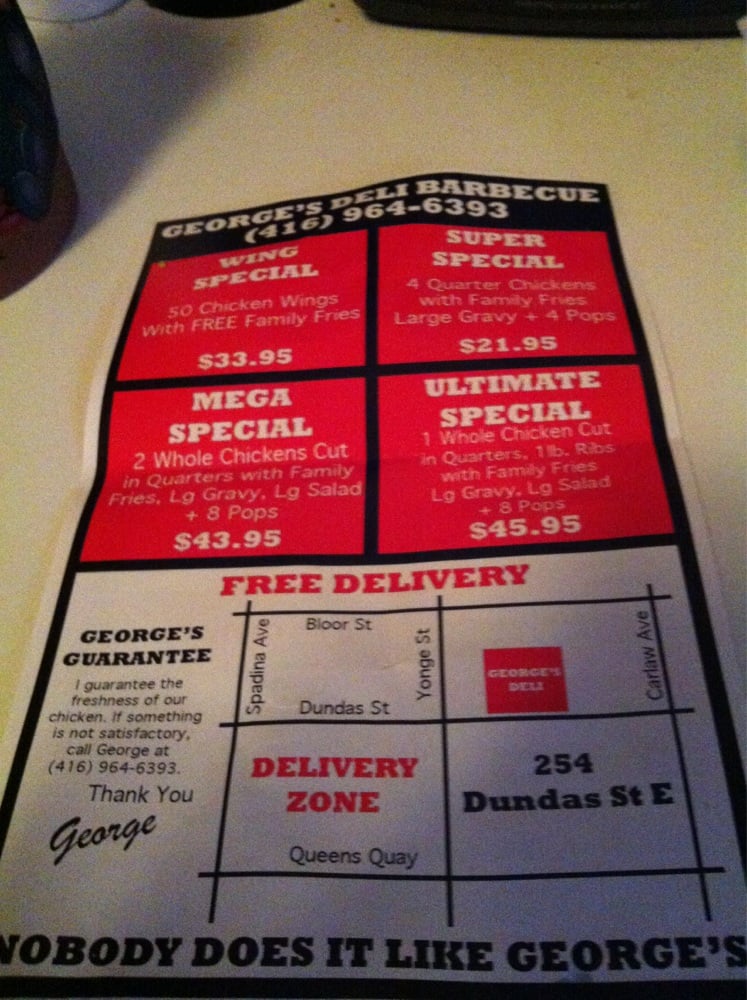 GEORGE'S DELI BARBECUE
(416) 964-6393
WING
SPECIAL
50 Chicken Wings
With FREE Family Fries
$33.95
SUPER
SPECIAL
4 Quarter Chickens
with Family Fries
Large Gravy + 4 Pops
$21.95
MEGA
SPECIAL
2 Whole Chickens Cut
in Quarters with Family
Fries, Lg Gravy, Lg Salad
+ 8 Pops
$43.95
ULTIMATE
SPECIAL
1 Whole Chicken Cut
in Quarters, 1lb. Ribs
with Family Fries
Lg Gravy, Lg Salad
+ 8 Pops
$45.95
FREE DELIVERY
GEORGE'S
GUARANTEE
I guarantee the
freshness of our
chicken. If something
is not satisfactory,
call George at
(416) 964-6393.
Thank You
George
Spadina Ave
Bloor St
Yonge St
Carlaw Ave
GEORGE'S
DELI
Dundas St
DELIVERY
ZONE
254
Dundas St E
Queens Quay
NOBODY DOES IT LIKE GEORGE'S